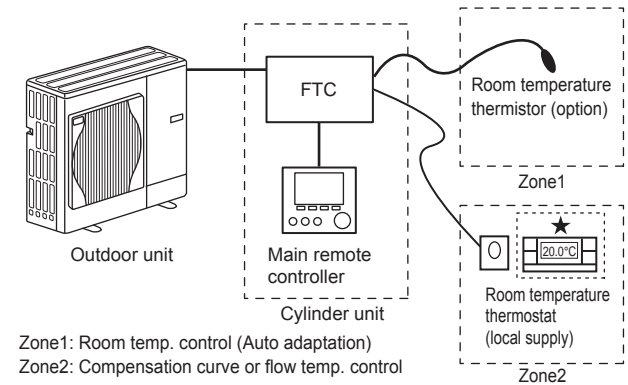 FTC
Room temperature
thermistor (option)
Zone1
20.0°C
Outdoor unit
Main remote
controller
Cylinder unit
Room temperature
thermostat
(local supply)
Zone2
Zone1: Room temp. control (Auto adaptation)
Zone2: Compensation curve or flow temp. control